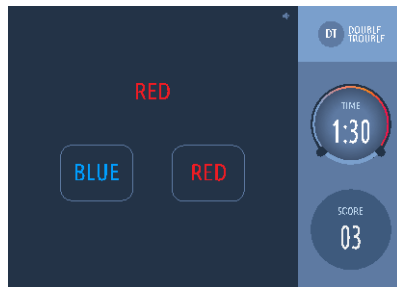 DT DOUBLE
TROUBLE
RED
BLUE RED
TIME
1:30
SCORE
03